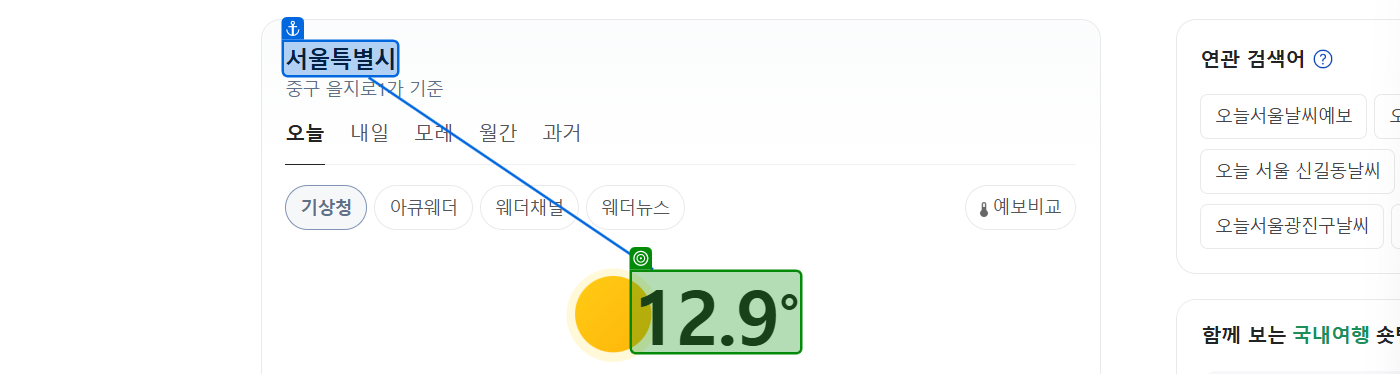 서울특별시
중구 을지로1가 기준
오늘 내일 모레 월간 과거
기상청 아큐웨더 웨더채널 웨더뉴스 예보비교
12.9°
연관 검색어 ?
오늘서울날씨예보
오늘 서울 신길동날씨
오늘서울광진구날씨
함께 보는 국내여행